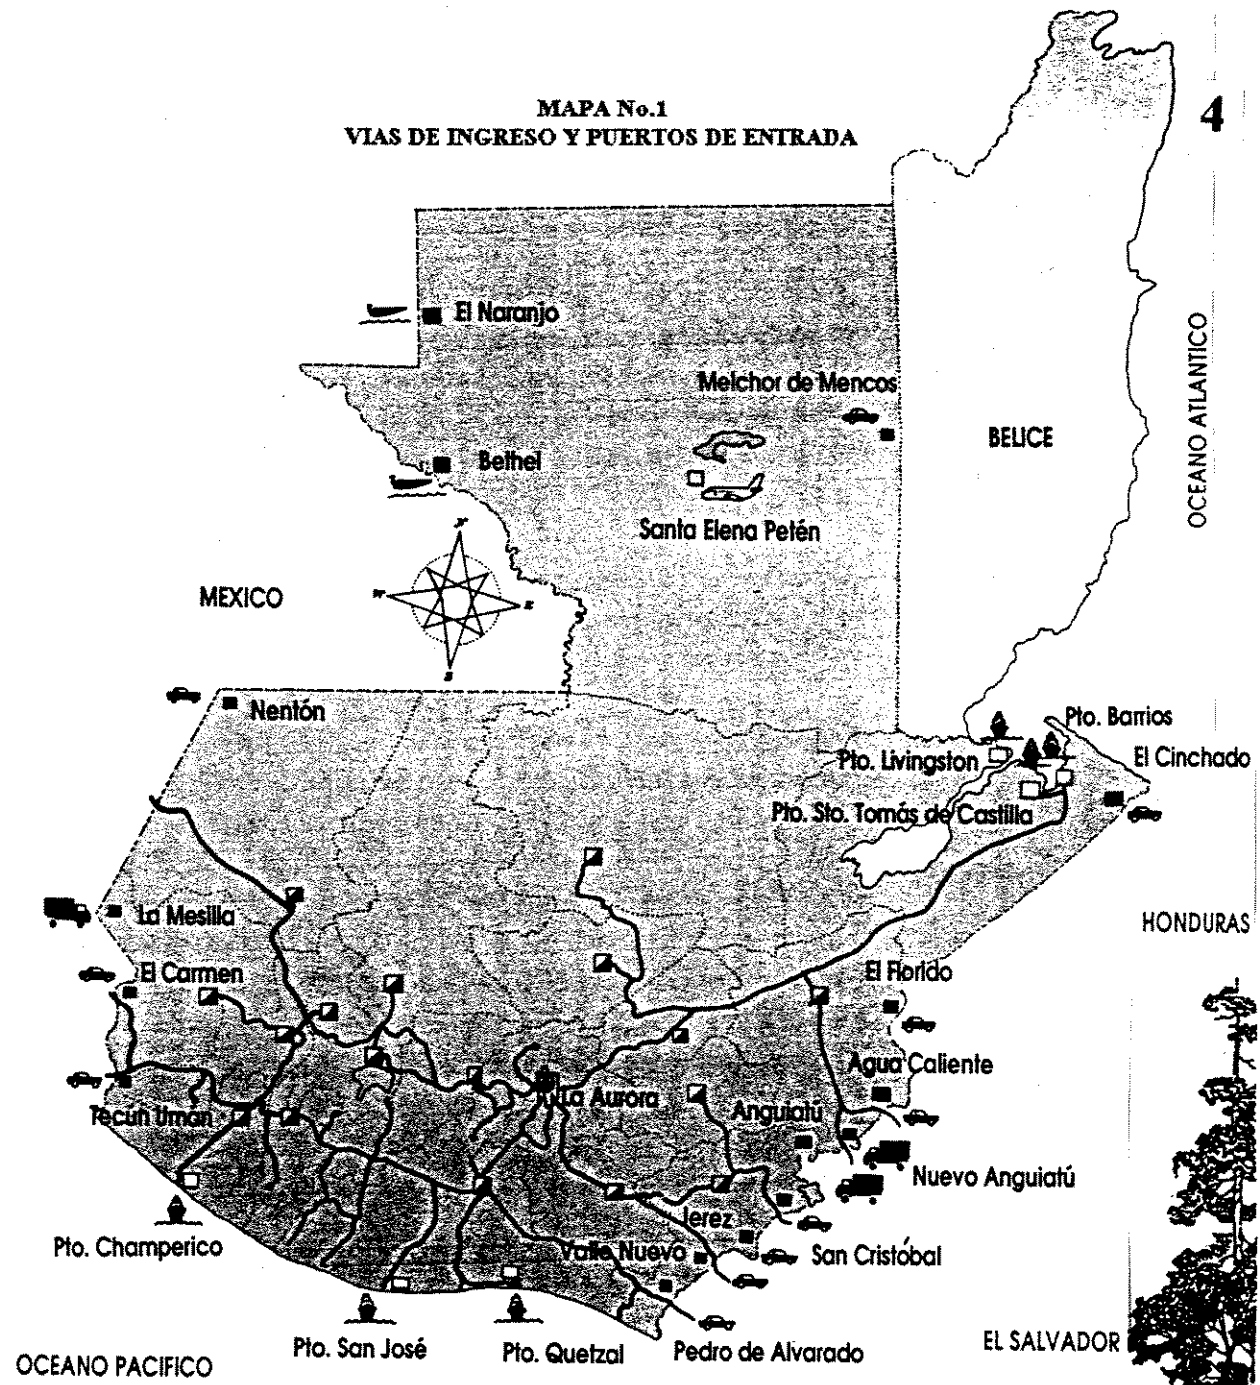 MAPA No.1
VIAS DE INGRESO Y PUERTOS DE ENTRADA
4
El Naranjo
Melchor de Mencos
BELICE
OCEANO ATLANTICO
Bethel
Santa Elena Petén
N
W
E
S
MEXICO
Nentón
Pto. Barrios
Pto. Livingston
El Cinchado
Pto. Sto. Tomás de Castilla
La Mesilla
HONDURAS
El Carmen
El Florido
Agua Caliente
La Aurora
Anguiatú
Tecún Umán
Nuevo Anguiatú
Jerez
Pto. Champerico
Valle Nuevo
San Cristóbal
Pto. San José
Pto. Quetzal
Pedro de Alvarado
EL SALVADOR
OCEANO PACIFICO